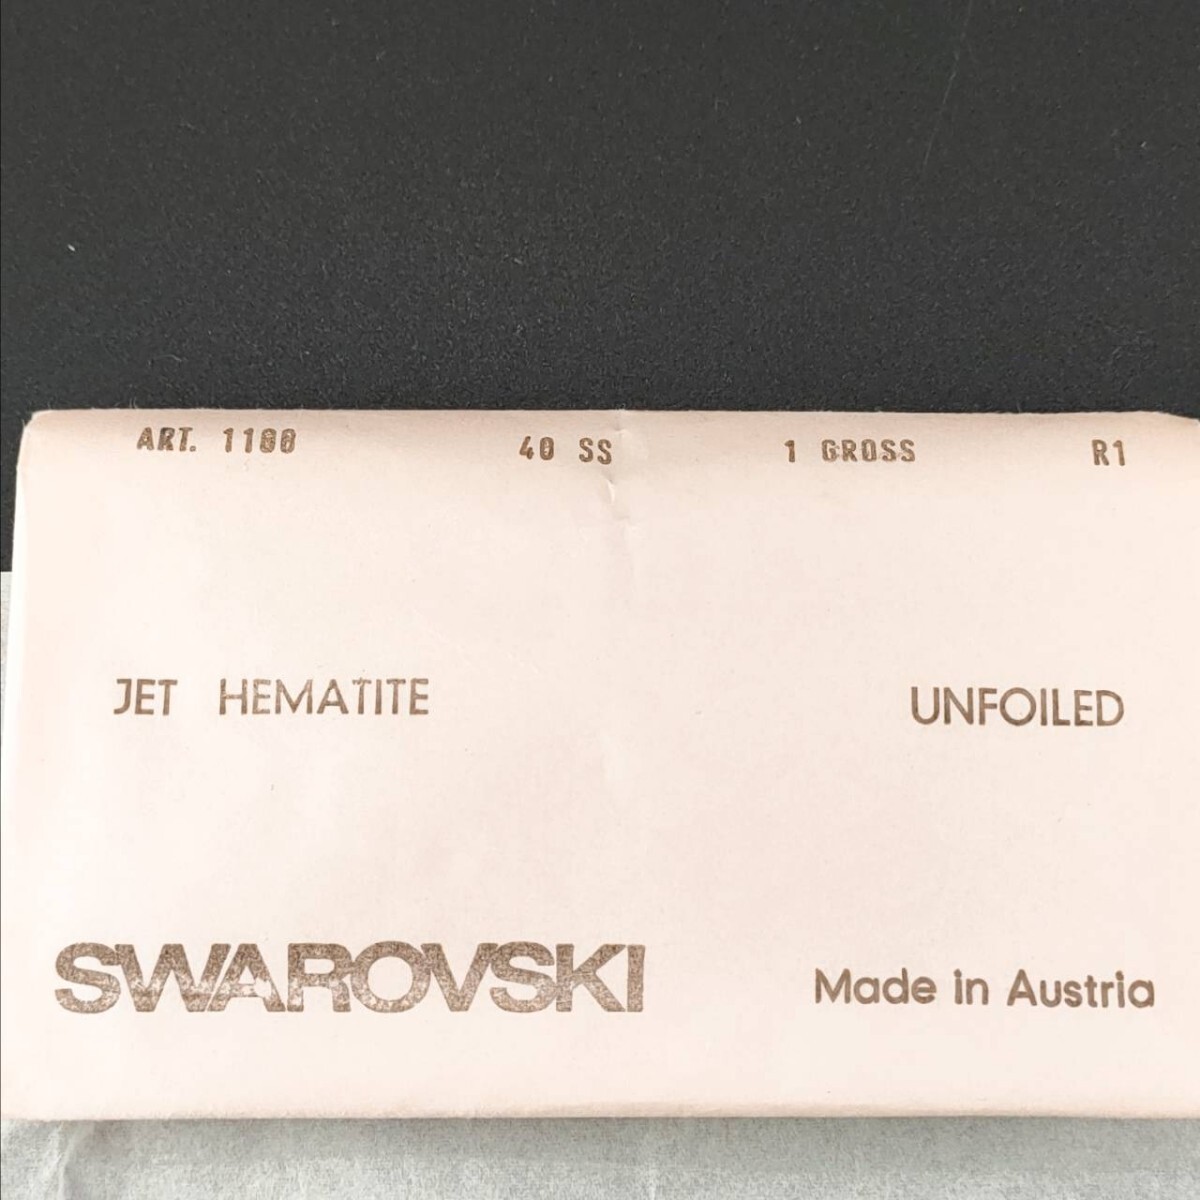 ART. 1100 40 SS 1 GROSS R1
JET HEMATITE UNFOILED
SWAROVSKI Made in Austria